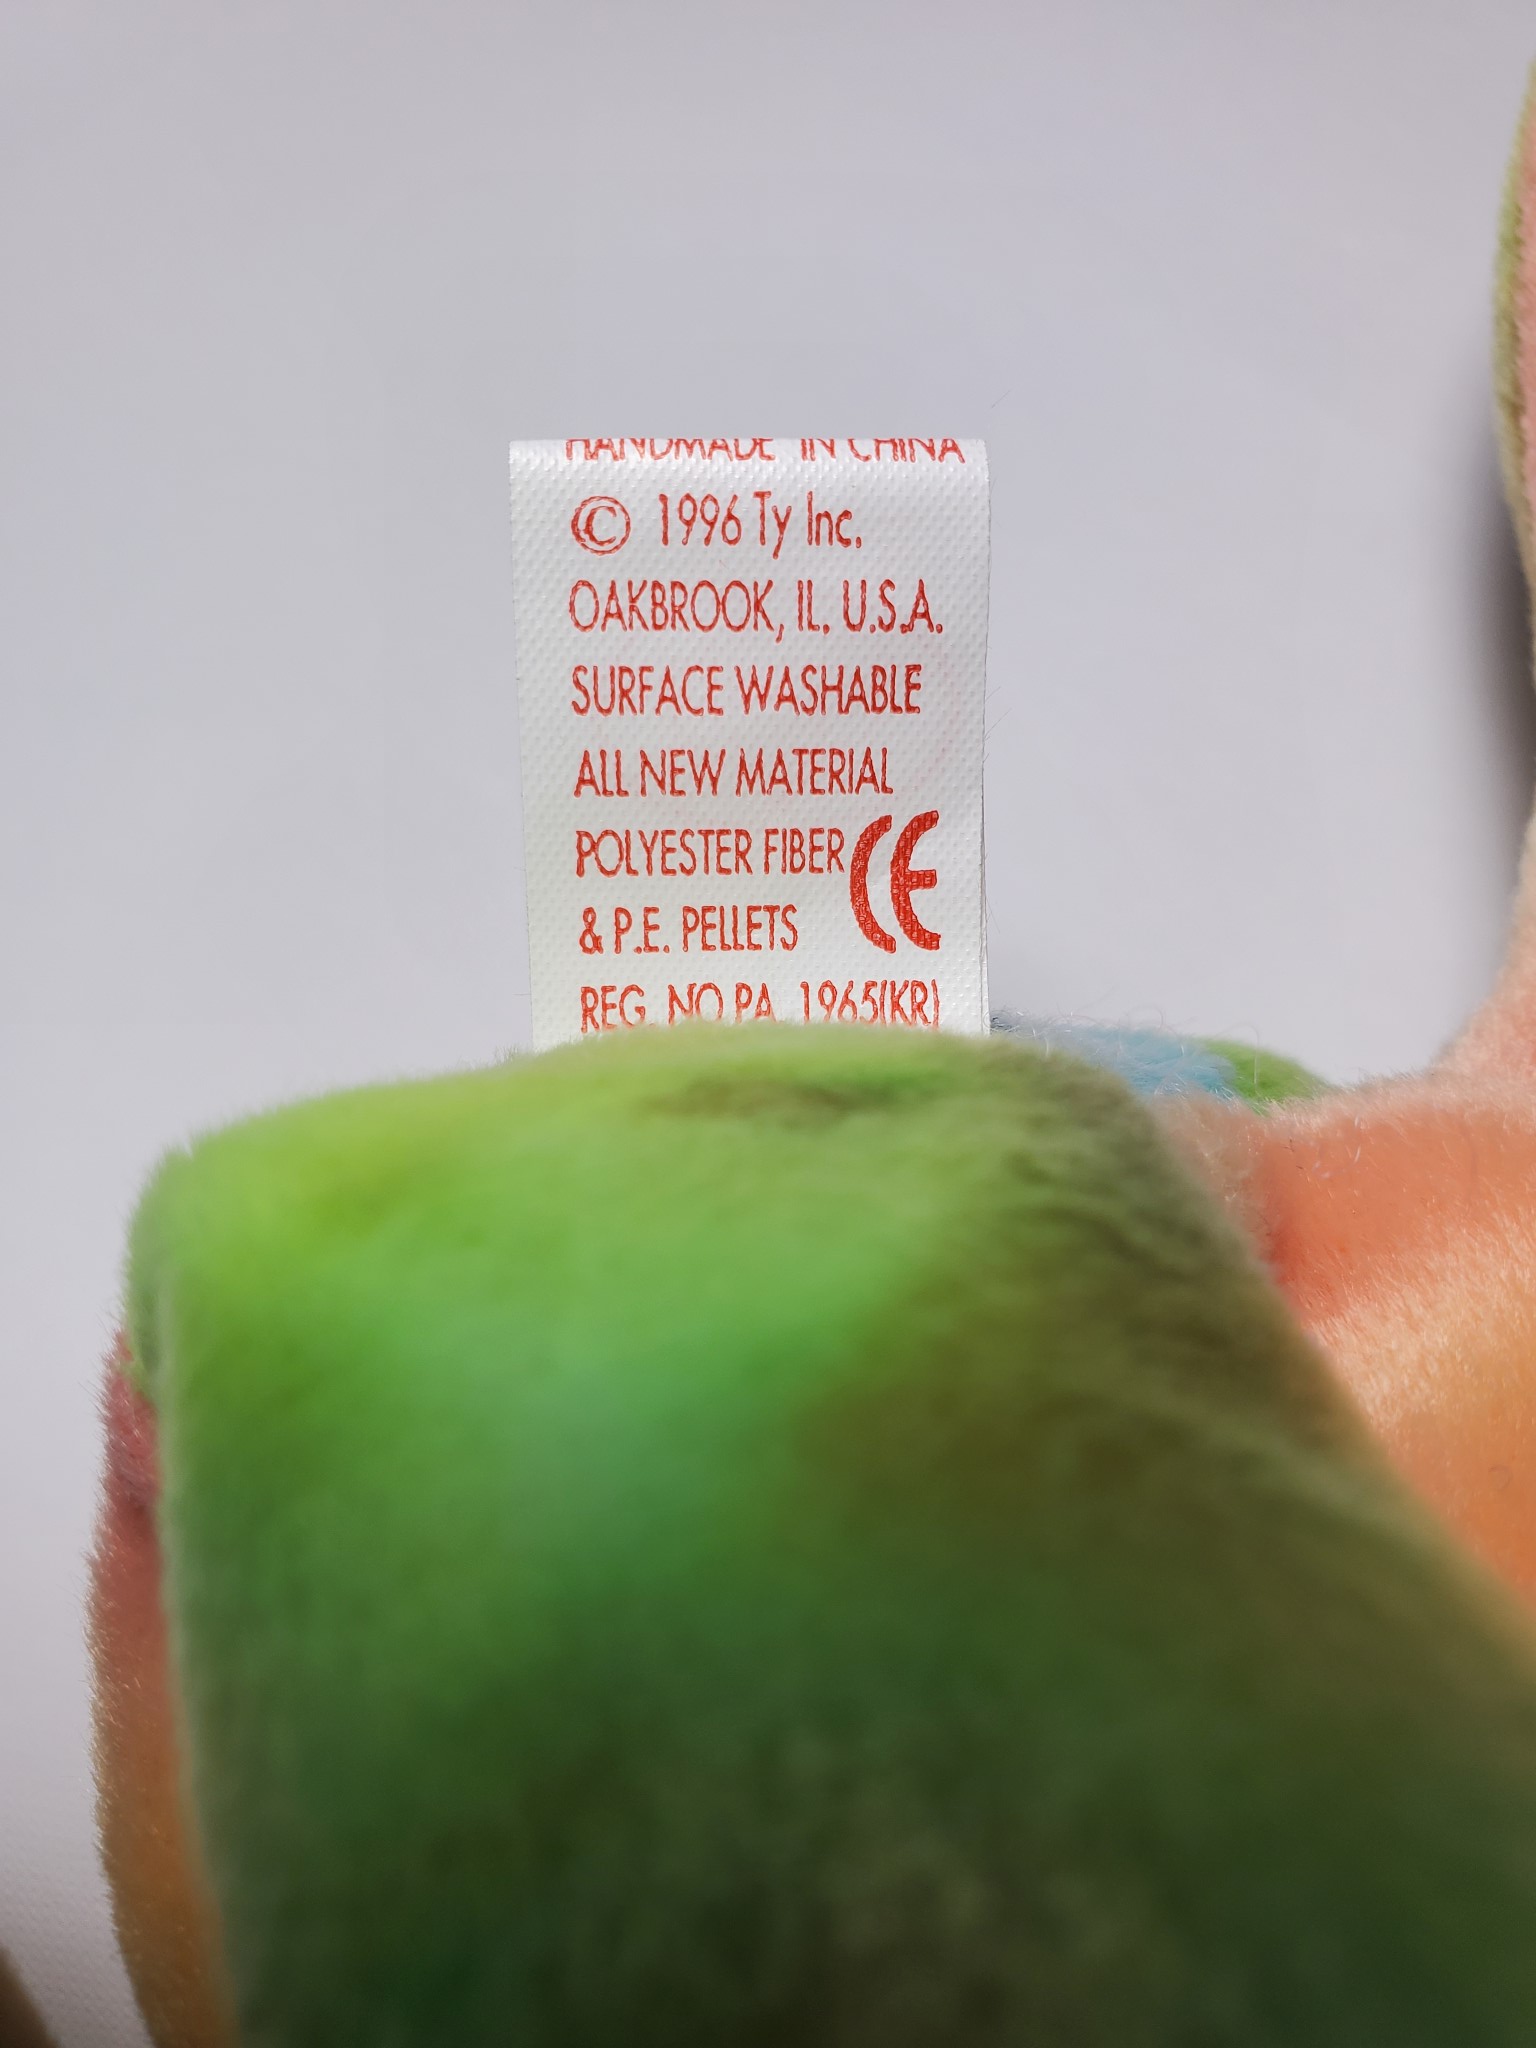 HANDMADE IN CHINA
© 1996 Ty Inc.
OAKBROOK, IL. U.S.A.
SURFACE WASHABLE
ALL NEW MATERIAL
POLYESTER FIBER
& P.E. PELLETS CE
REG. NO PA. 1965(KR)